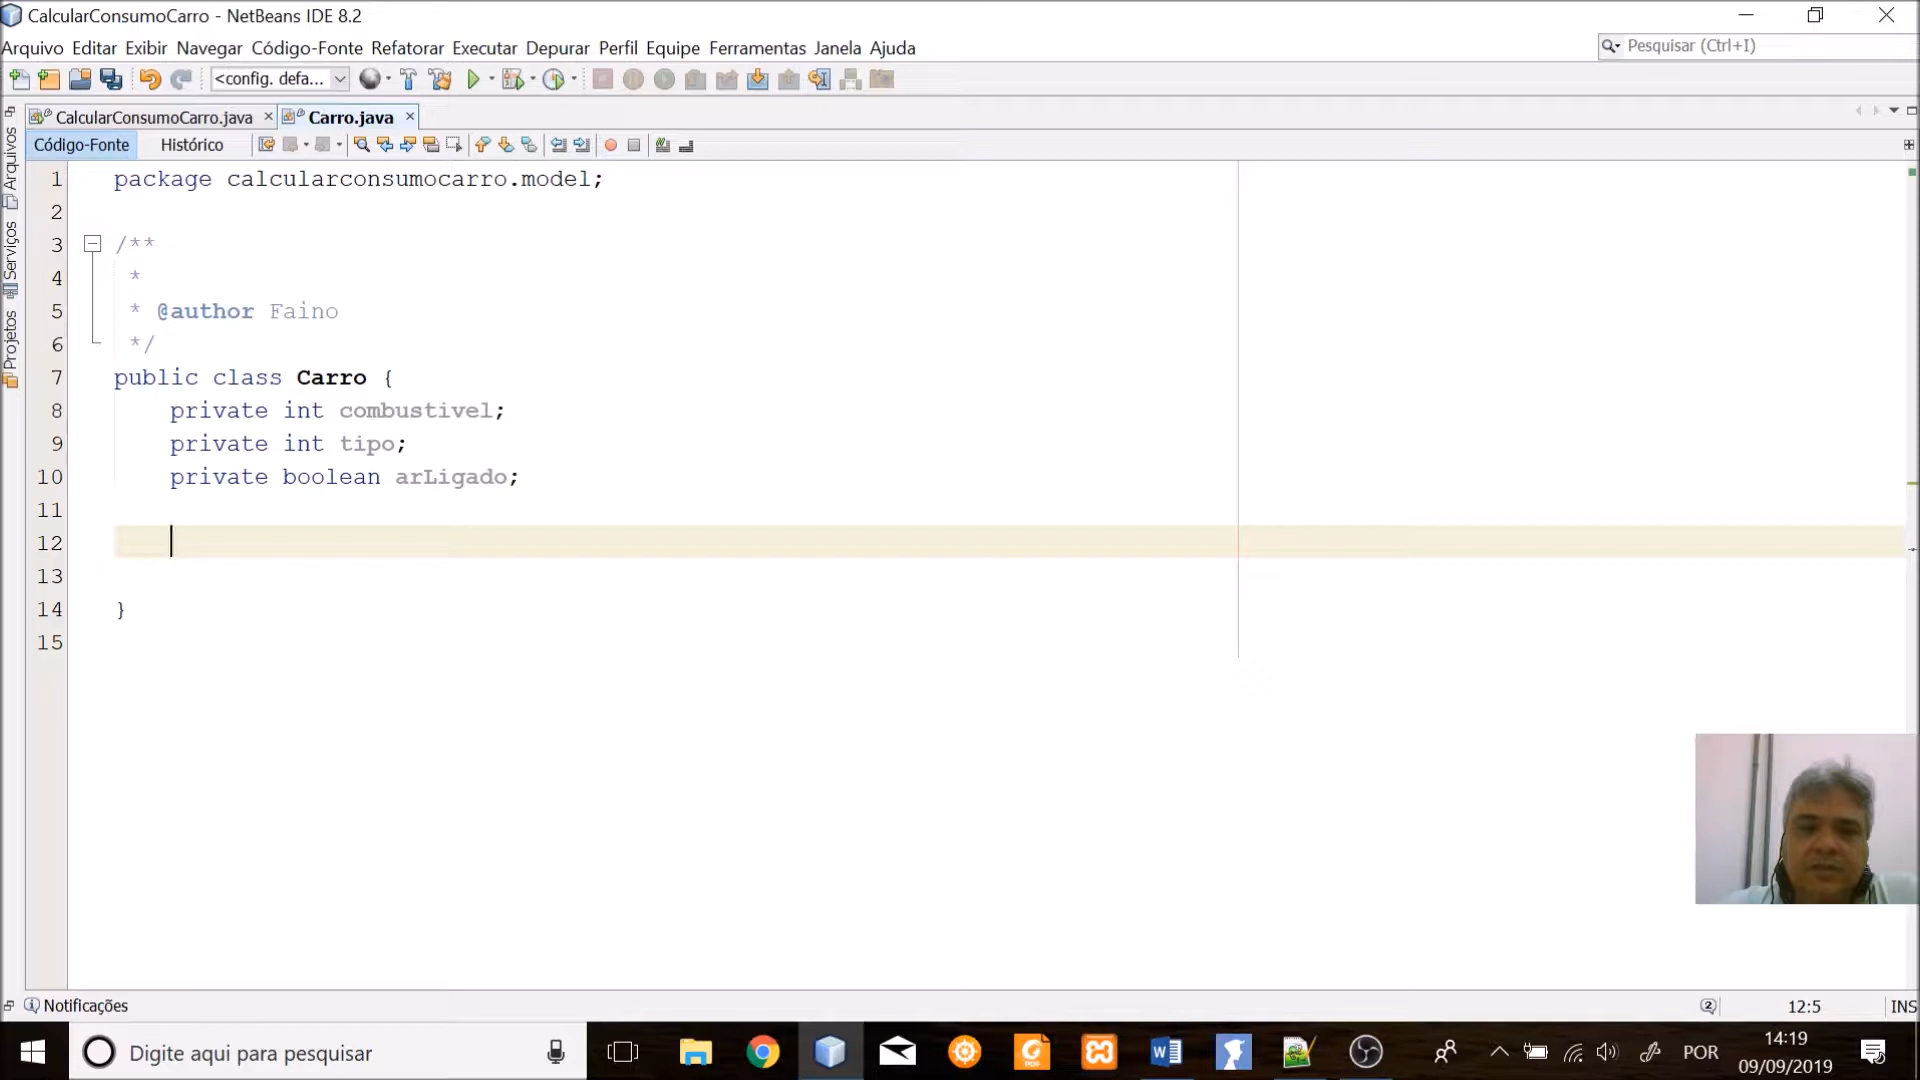 CalcularConsumoCarro - NetBeans IDE 8.2
Arquivo Editar Exibir Navegar Código-Fonte Refatorar Executar Depurar Perfil Equipe Ferramentas Janela Ajuda
Pesquisar (Ctrl+I)
<config. defa...
CalcularConsumoCarro.java
Carro.java
Código-Fonte
Histórico
Arquivos
Serviços
Projetos
1 package calcularconsumocarro.model;
2
3 /**
4 *
5 * @author Faino
6 */
7 public class Carro {
8 private int combustivel;
9 private int tipo;
10 private boolean arLigado;
11
12
13
14 }
15
Notificações
2
12:5
INS
Digite aqui para pesquisar
PDF
POR
14:19
09/09/2019